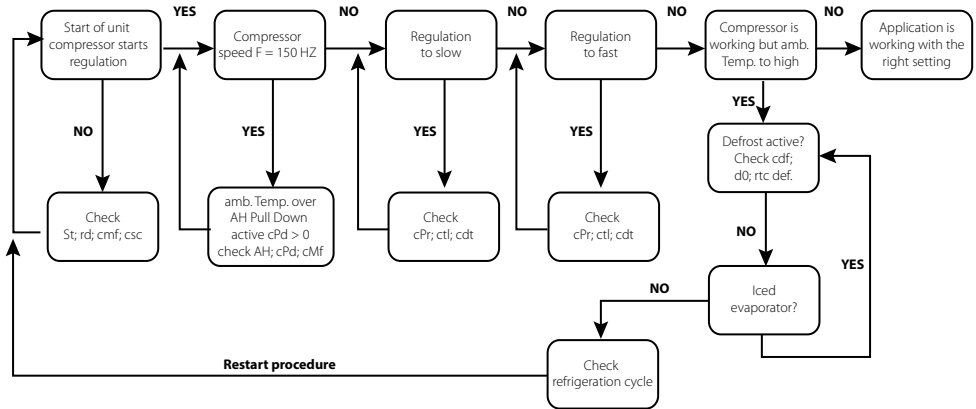 Start of unit
compressor starts
regulation
YES
Compressor
speed F = 150 HZ
NO
Regulation
to slow
NO
Regulation
to fast
NO
Compressor is
working but amb.
Temp. to high
NO
Application is
working with the
right setting
NO
YES
YES
YES
YES
Check
St; rd; cmf; csc
amb. Temp. over
AH Pull Down
active cPd > 0
check AH; cPd; cMf
Check
cPr; ctl; cdt
Check
cPr; ctl; cdt
Defrost active?
Check cdf;
d0; rtc def.
NO
YES
Iced
evaporator?
NO
Check
refrigeration cycle
Restart procedure